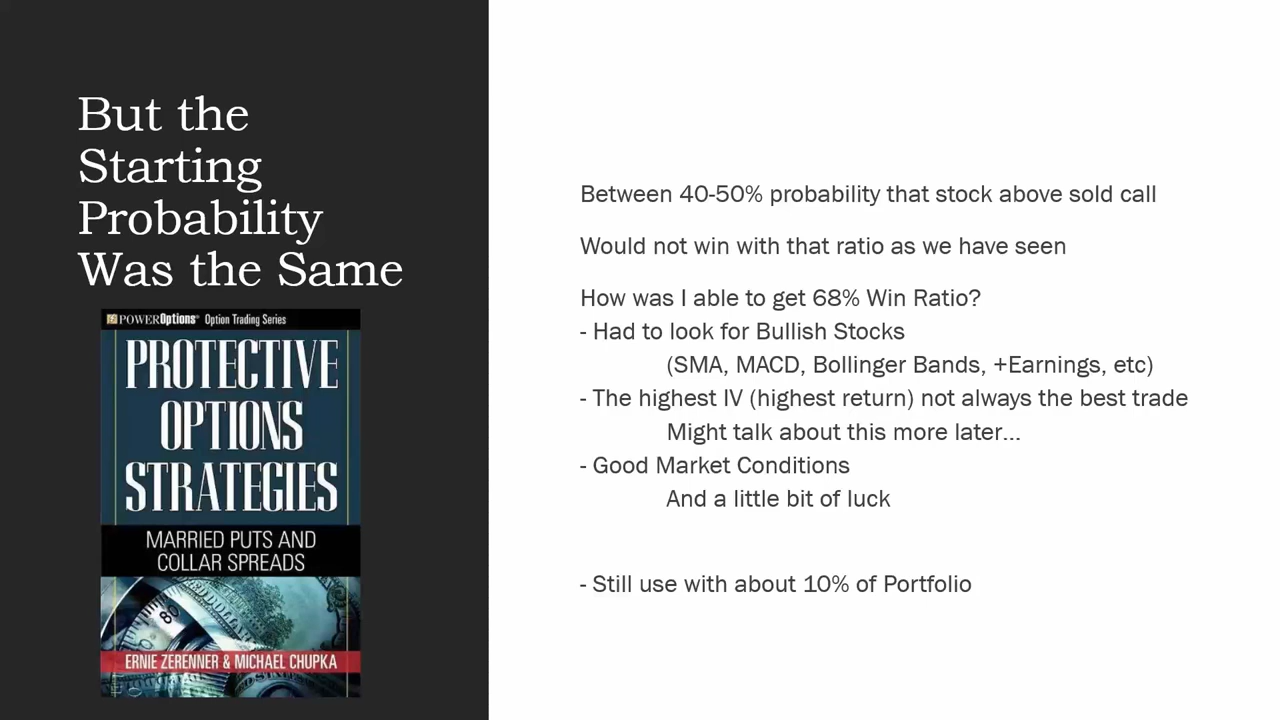 But the
Starting
Probability
Was the Same
POWEROptions® Option Trading Series
PROTECTIVE
OPTIONS
STRATEGIES
MARRIED PUTS AND
COLLAR SPREADS
80
ERNIE ZERENNER & MICHAEL CHUPKA
Between 40-50% probability that stock above sold call
Would not win with that ratio as we have seen
How was I able to get 68% Win Ratio?
- Had to look for Bullish Stocks
(SMA, MACD, Bollinger Bands, +Earnings, etc)
- The highest IV (highest return) not always the best trade
Might talk about this more later...
- Good Market Conditions
And a little bit of luck
- Still use with about 10% of Portfolio